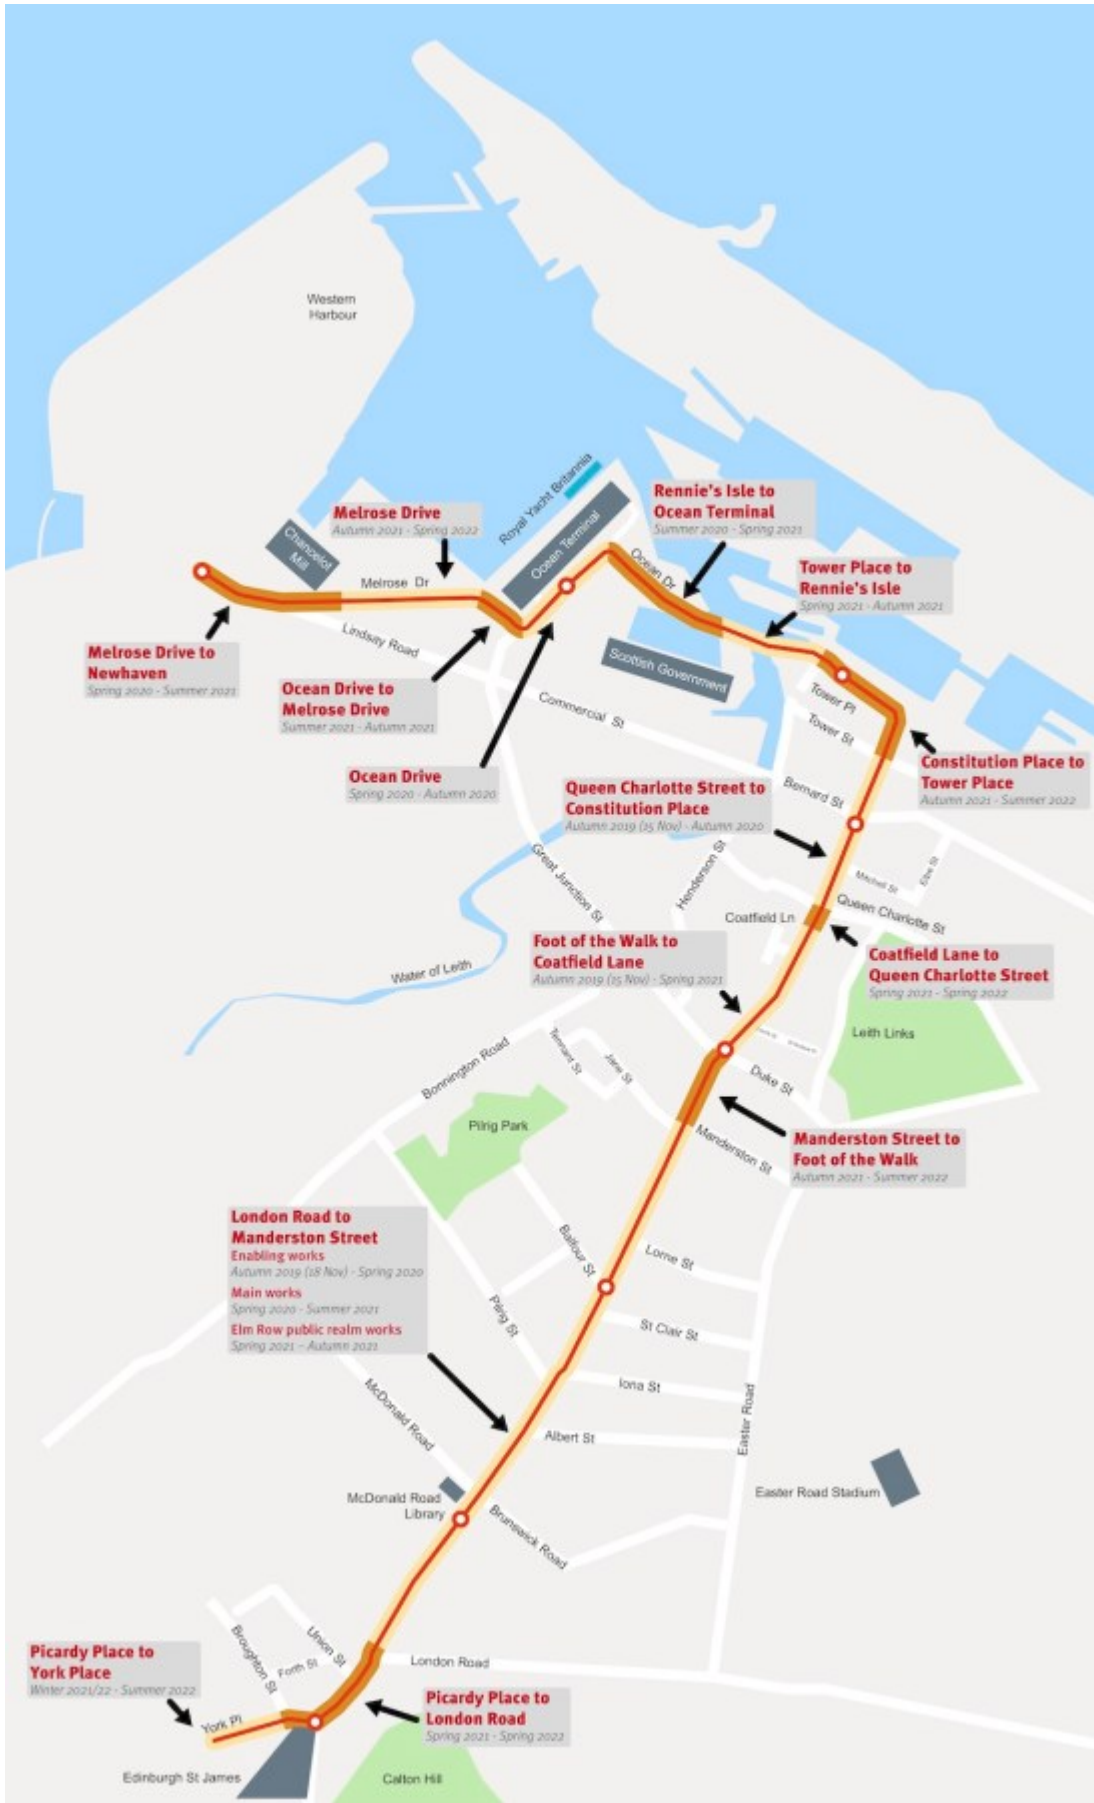 Western
Harbour
Royal Yacht Britannia
Ocean Terminal
Rennie's Isle to
Ocean Terminal
Summer 2020 - Spring 2021
Melrose Drive
Autumn 2021 - Spring 2022
Chancelot
Mill
Ocean Dr
Tower Place to
Rennie's Isle
Spring 2021 - Autumn 2021
Melrose Dr
Lindsay Road
Melrose Drive to
Newhaven
Spring 2020 - Summer 2021
Scottish Government
Ocean Drive to
Melrose Drive
Summer 2021 - Autumn 2021
Tower Pl
Commercial St
Tower St
Ocean Drive
Spring 2020 - Autumn 2020
Constitution Place to
Tower Place
Autumn 2021 - Summer 2022
Queen Charlotte Street to
Constitution Place
Autumn 2019 (15 Nov) - Autumn 2020
Bernard St
Great Junction St
Henderson St
Mitchell St
Elbe St
Queen Charlotte St
Coatfield Ln
Foot of the Walk to
Coatfield Lane
Autumn 2019 (15 Nov) - Spring 2021
Coatfield Lane to
Queen Charlotte Street
Spring 2021 - Spring 2022
Water of Leith
Leith Links
Bonnington Road
Tennant St
Jane St
Duke St
Pilrig Park
Manderston St
Manderston Street to
Foot of the Walk
Autumn 2021 - Summer 2022
London Road to
Manderston Street
Enabling works
Autumn 2019 (18 Nov) - Spring 2020
Main works
Spring 2020 - Summer 2021
Elm Row public realm works
Spring 2021 – Autumn 2021
Balfour St
Lorne St
Pilrig St
St Clair St
Iona St
McDonald Road
Albert St
Easter Road
Easter Road Stadium
McDonald Road
Library
Brunswick Road
Broughton St
Union St
Forth St
London Road
Picardy Place to
York Place
Winter 2021/22 - Summer 2022
Picardy Place to
London Road
Spring 2021 - Spring 2022
York Pl
Edinburgh St James
Calton Hill